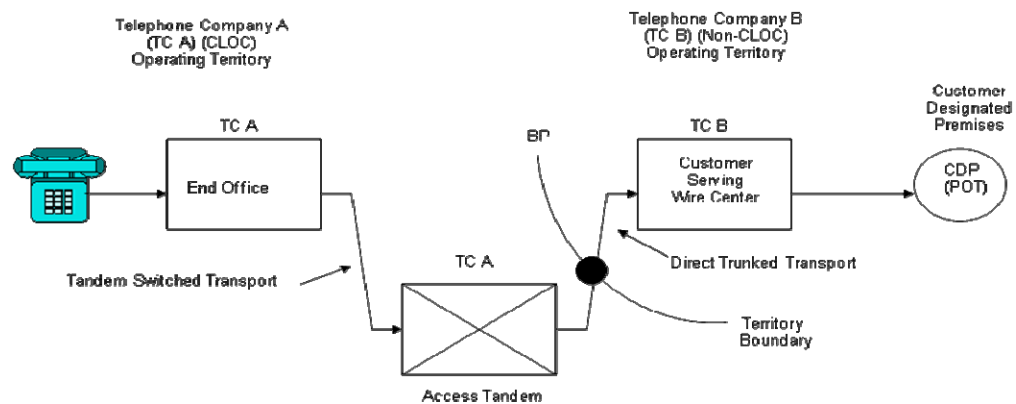 Telephone Company A
(TC A) (CLOC)
Operating Territory
Telephone Company B
(TC B) (Non-CLOC)
Operating Territory
Customer
Designated
Premises
TC A
End Office
BP
TC B
Customer
Serving
Wire Center
CDP
(POT)
Tandem Switched Transport
TC A
Direct Trunked Transport
Territory
Boundary
Access Tandem